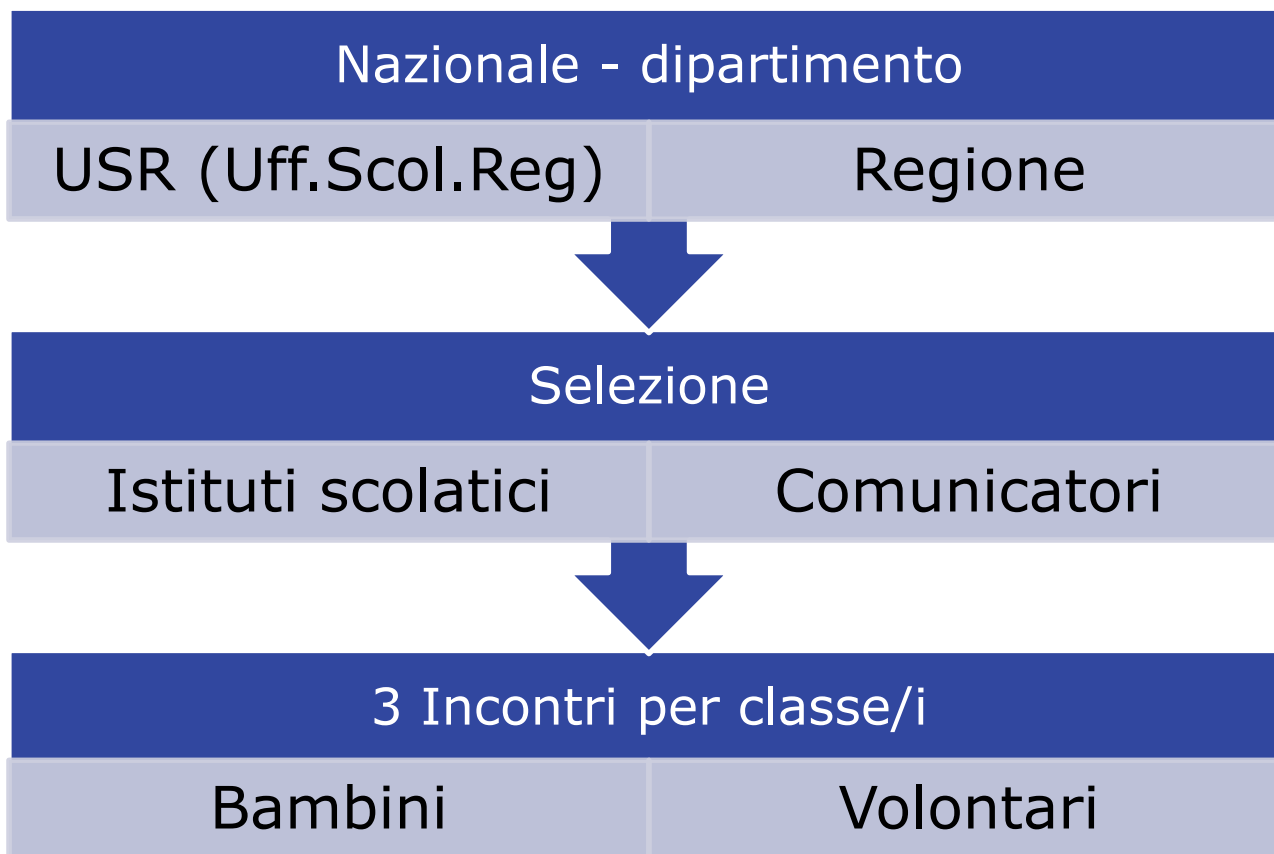 Nazionale - dipartimento
USR (Uff.Scol.Reg)
Regione
Selezione
Istituti scolatici
Comunicatori
3 Incontri per classe/i
Bambini
Volontari